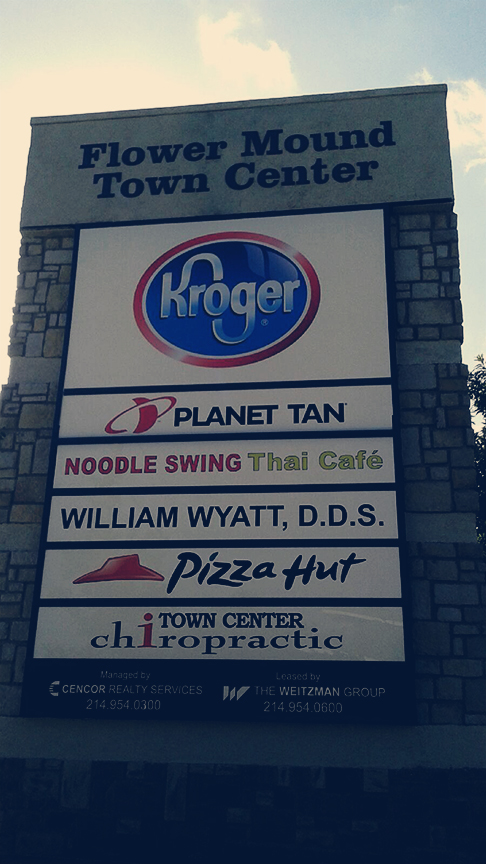 Flower Mound
Town Center
Kroger
PLANET TAN
NOODLE SWING Thai Café
WILLIAM WYATT, D.D.S.
Pizza Hut
TOWN CENTER
chiropractic
Managed by
CENCOR REALTY SERVICES
214.954.0300
Leased by
THE WEITZMAN GROUP
214.954.0600